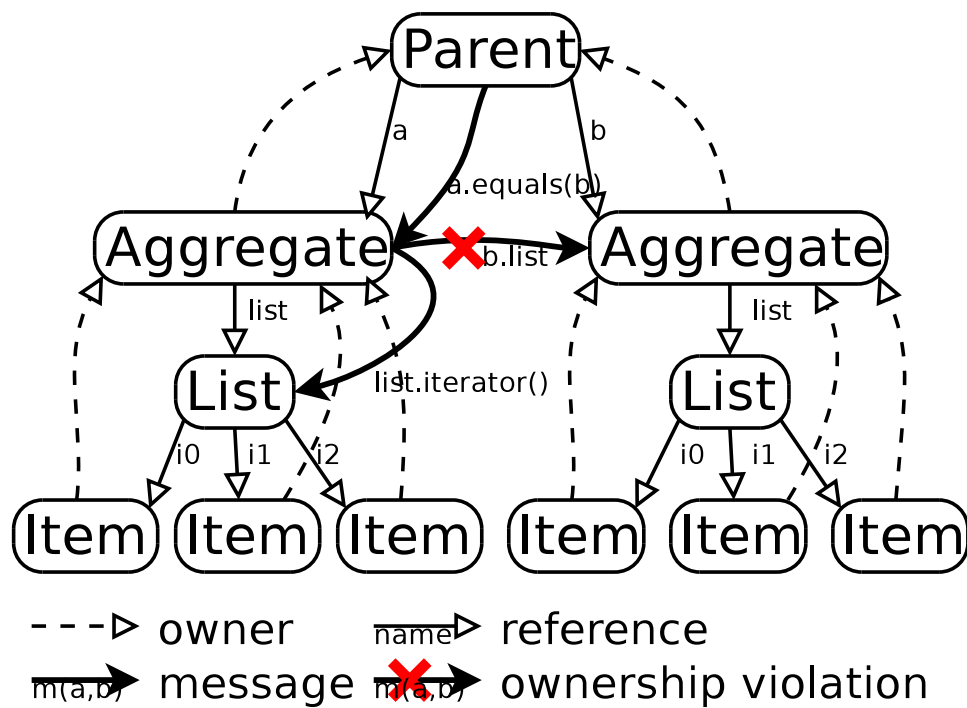 Parent
a
b
a.equals(b)
Aggregate
b.list
Aggregate
list
list
list.iterator()
List
List
i0
i1
i2
i0
i1
i2
Item
Item
Item
Item
Item
Item
owner
name
reference
m(a,b)
message
m(a,b)
ownership violation